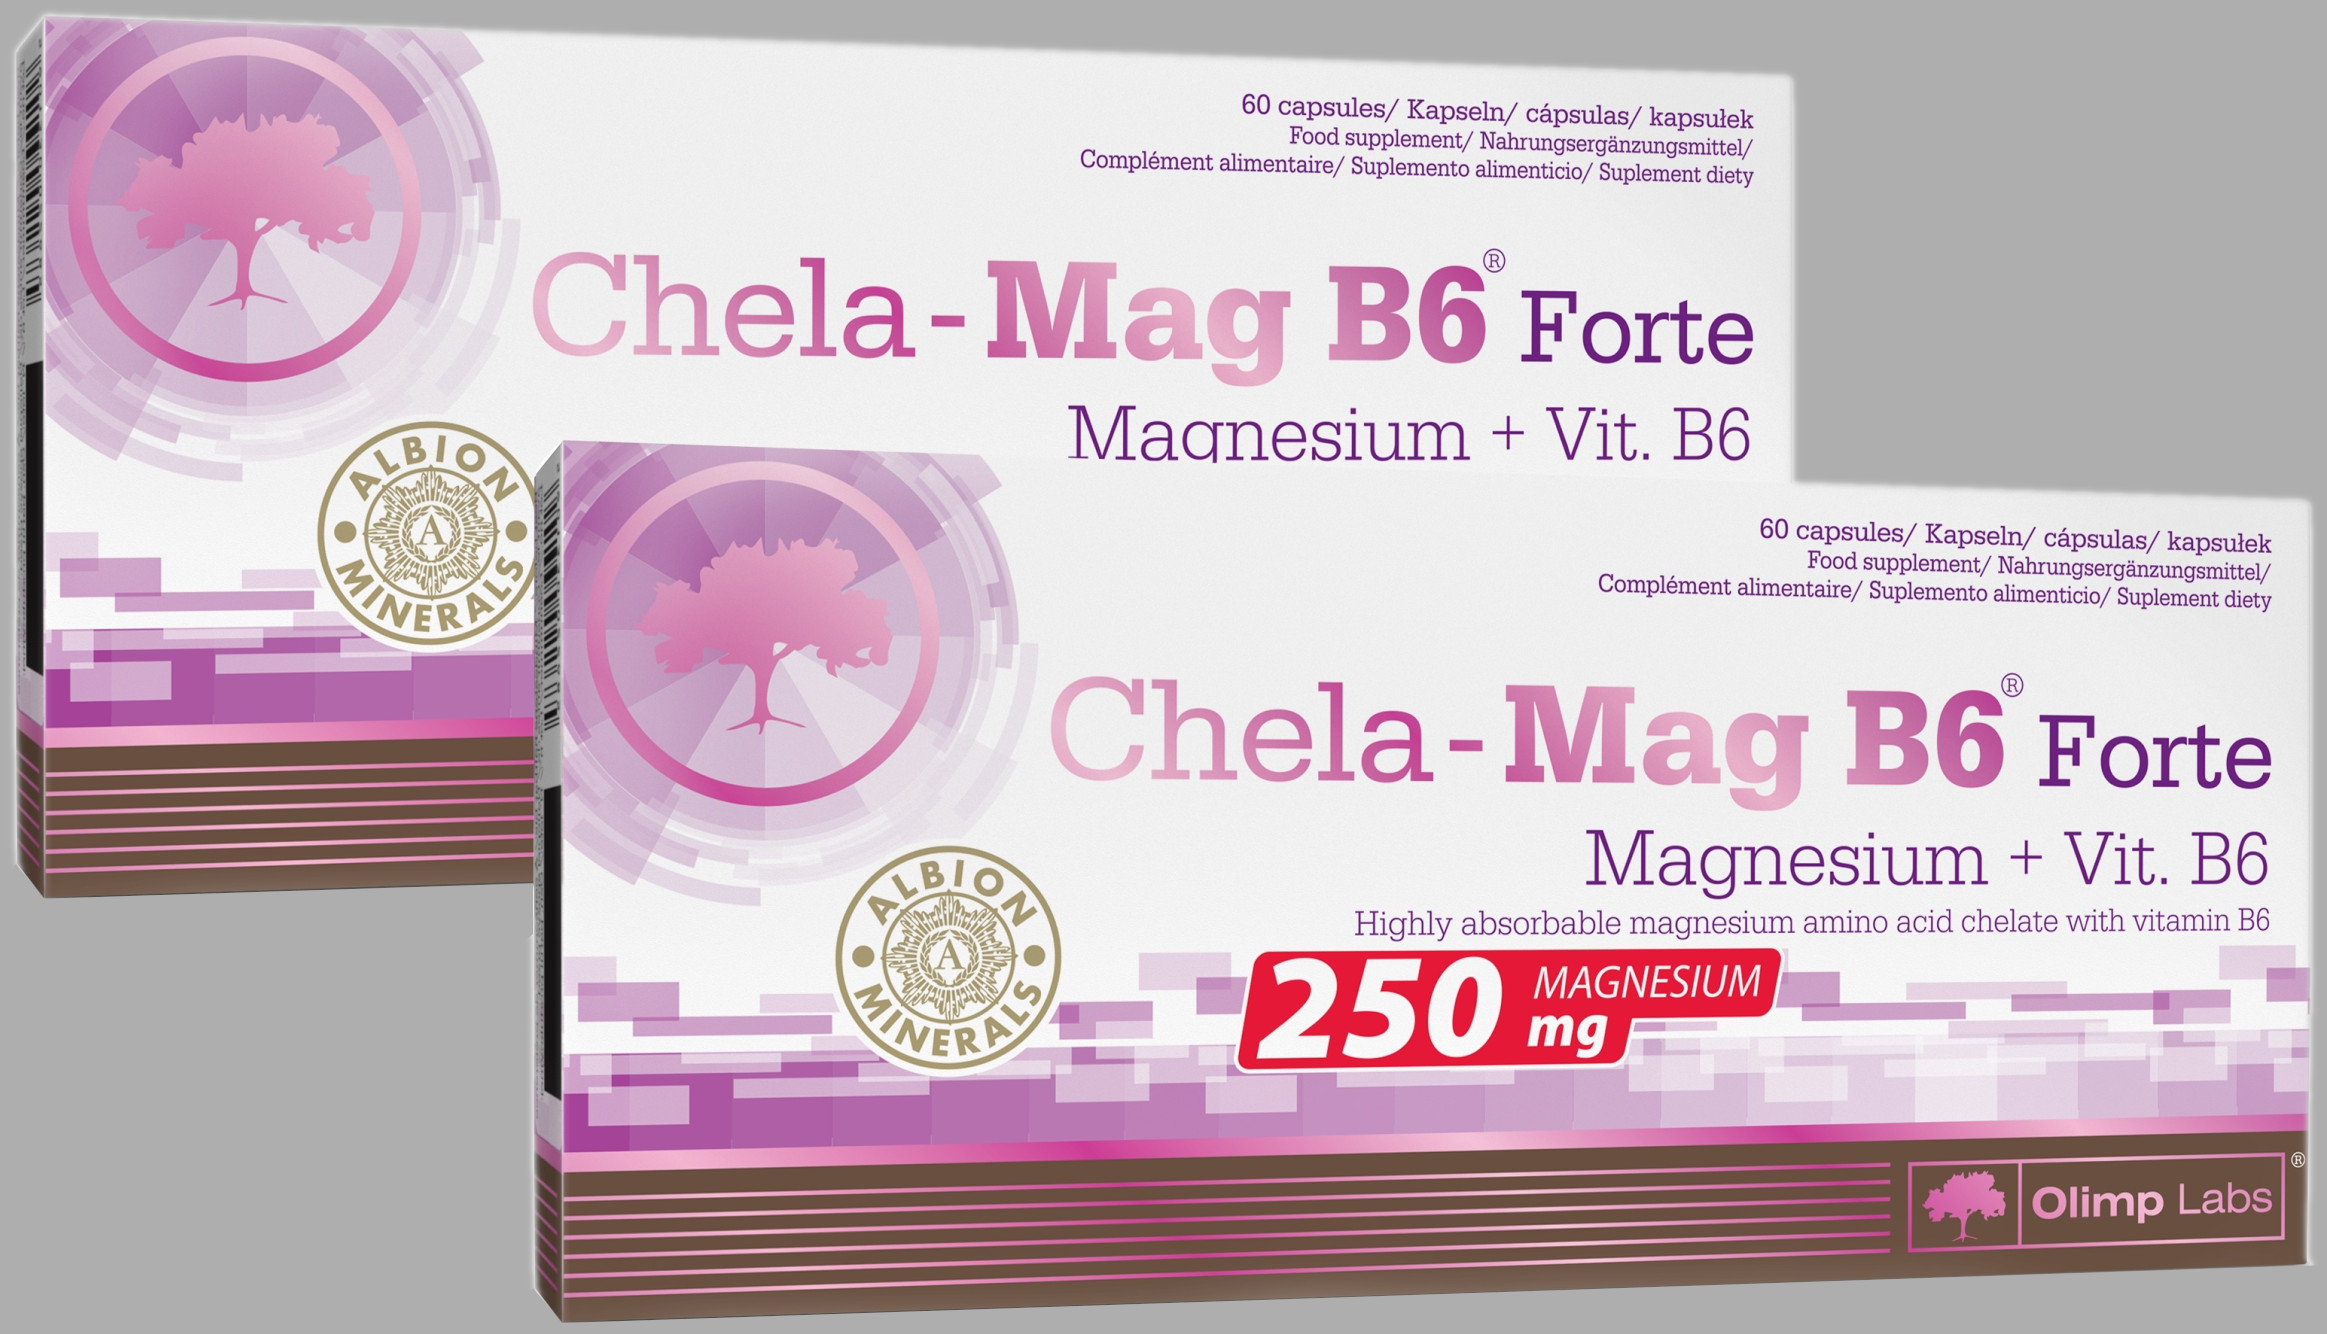 60 capsules/ Kapseln/ cápsulas/ kapsułek
Food supplement/ Nahrungsergänzungsmittel/
Complément alimentaire/ Suplemento alimenticio/ Suplement diety
Chela-Mag B6® Forte
Magnesium + Vit. B6
ALBION
A
MINERALS
60 capsules/ Kapseln/ cápsulas/ kapsułek
Food supplement/ Nahrungsergänzungsmittel/
Complément alimentaire/ Suplemento alimenticio/ Suplement diety
Chela-Mag B6® Forte
Magnesium + Vit. B6
Highly absorbable magnesium amino acid chelate with vitamin B6
250 mg MAGNESIUM
ALBION
A
MINERALS
Olimp Labs®